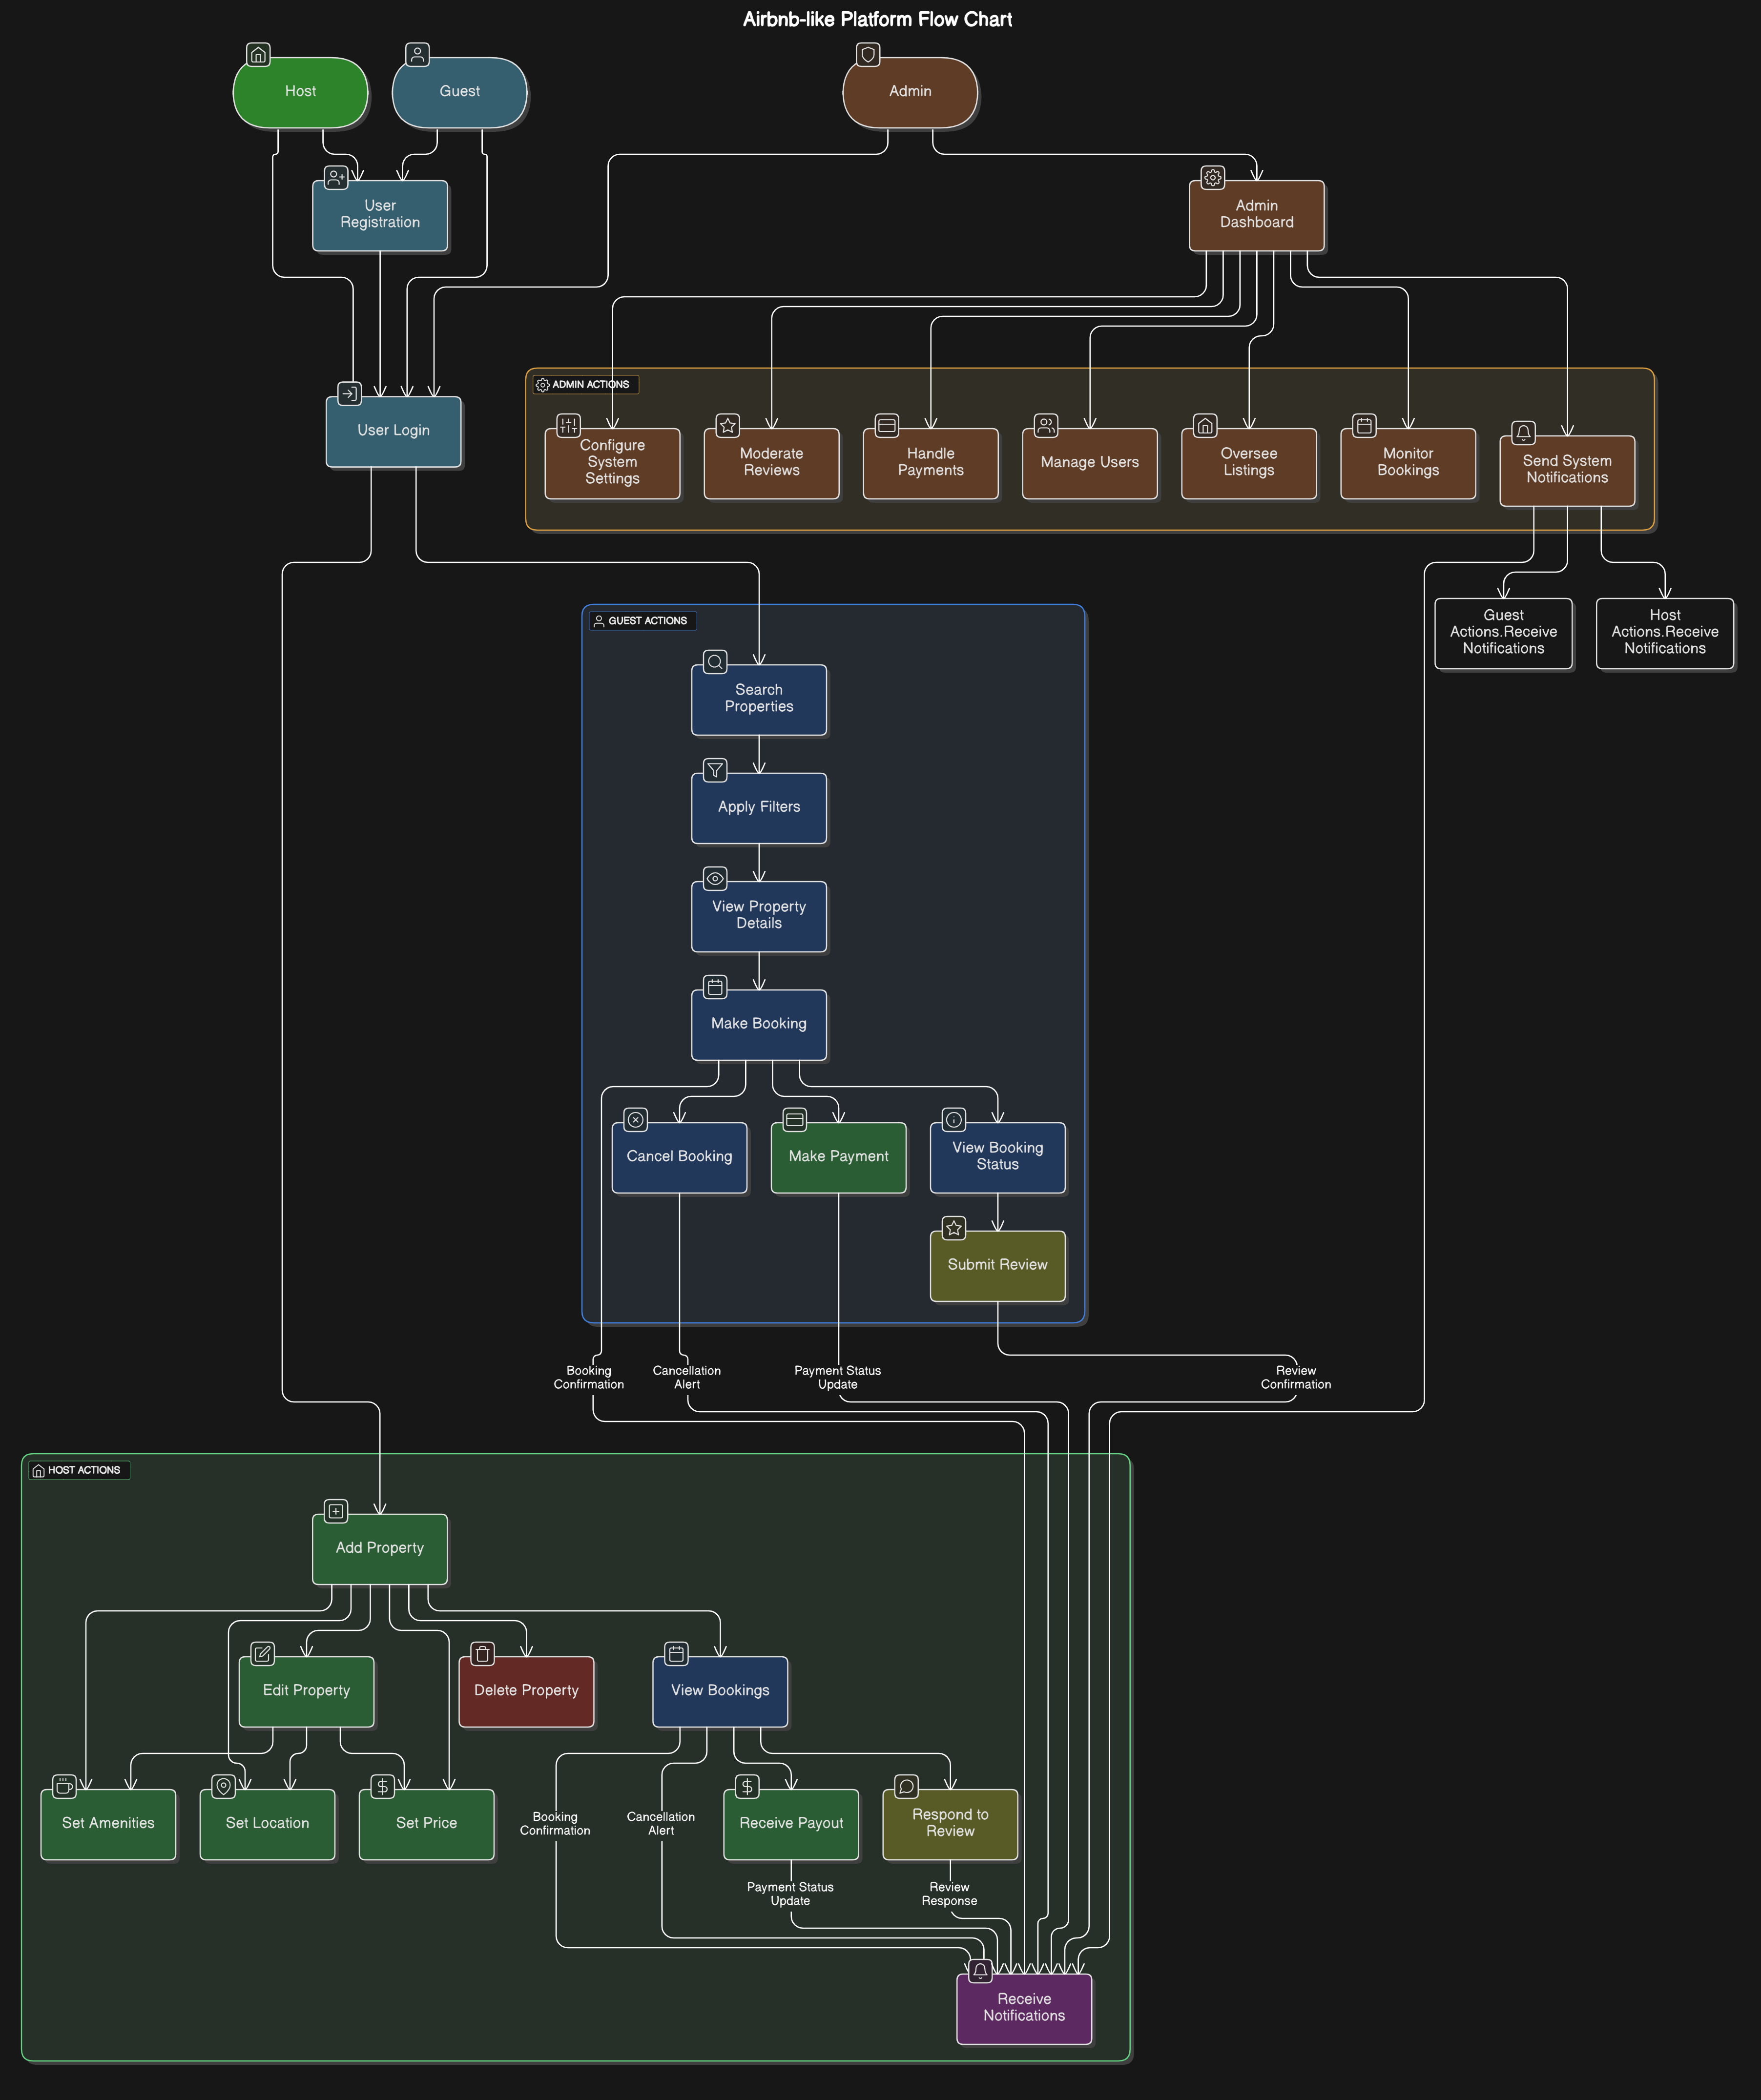 Airbnb-like Platform Flow Chart
Host
Guest
Admin
User
Registration
Admin
Dashboard
User Login
ADMIN ACTIONS
Configure
System
Settings
Moderate
Reviews
Handle
Payments
Manage Users
Oversee
Listings
Monitor
Bookings
Send System
Notifications
Guest
Actions.Receive
Notifications
Host
Actions.Receive
Notifications
GUEST ACTIONS
Search
Properties
Apply Filters
View Property
Details
Make Booking
Cancel Booking
Make Payment
View Booking
Status
Submit Review
Booking
Confirmation
Cancellation
Alert
Payment Status
Update
Review
Confirmation
HOST ACTIONS
Add Property
Edit Property
Delete Property
View Bookings
Set Amenities
Set Location
Set Price
Booking
Confirmation
Cancellation
Alert
Receive Payout
Respond to
Review
Payment Status
Update
Review
Response
Receive
Notifications